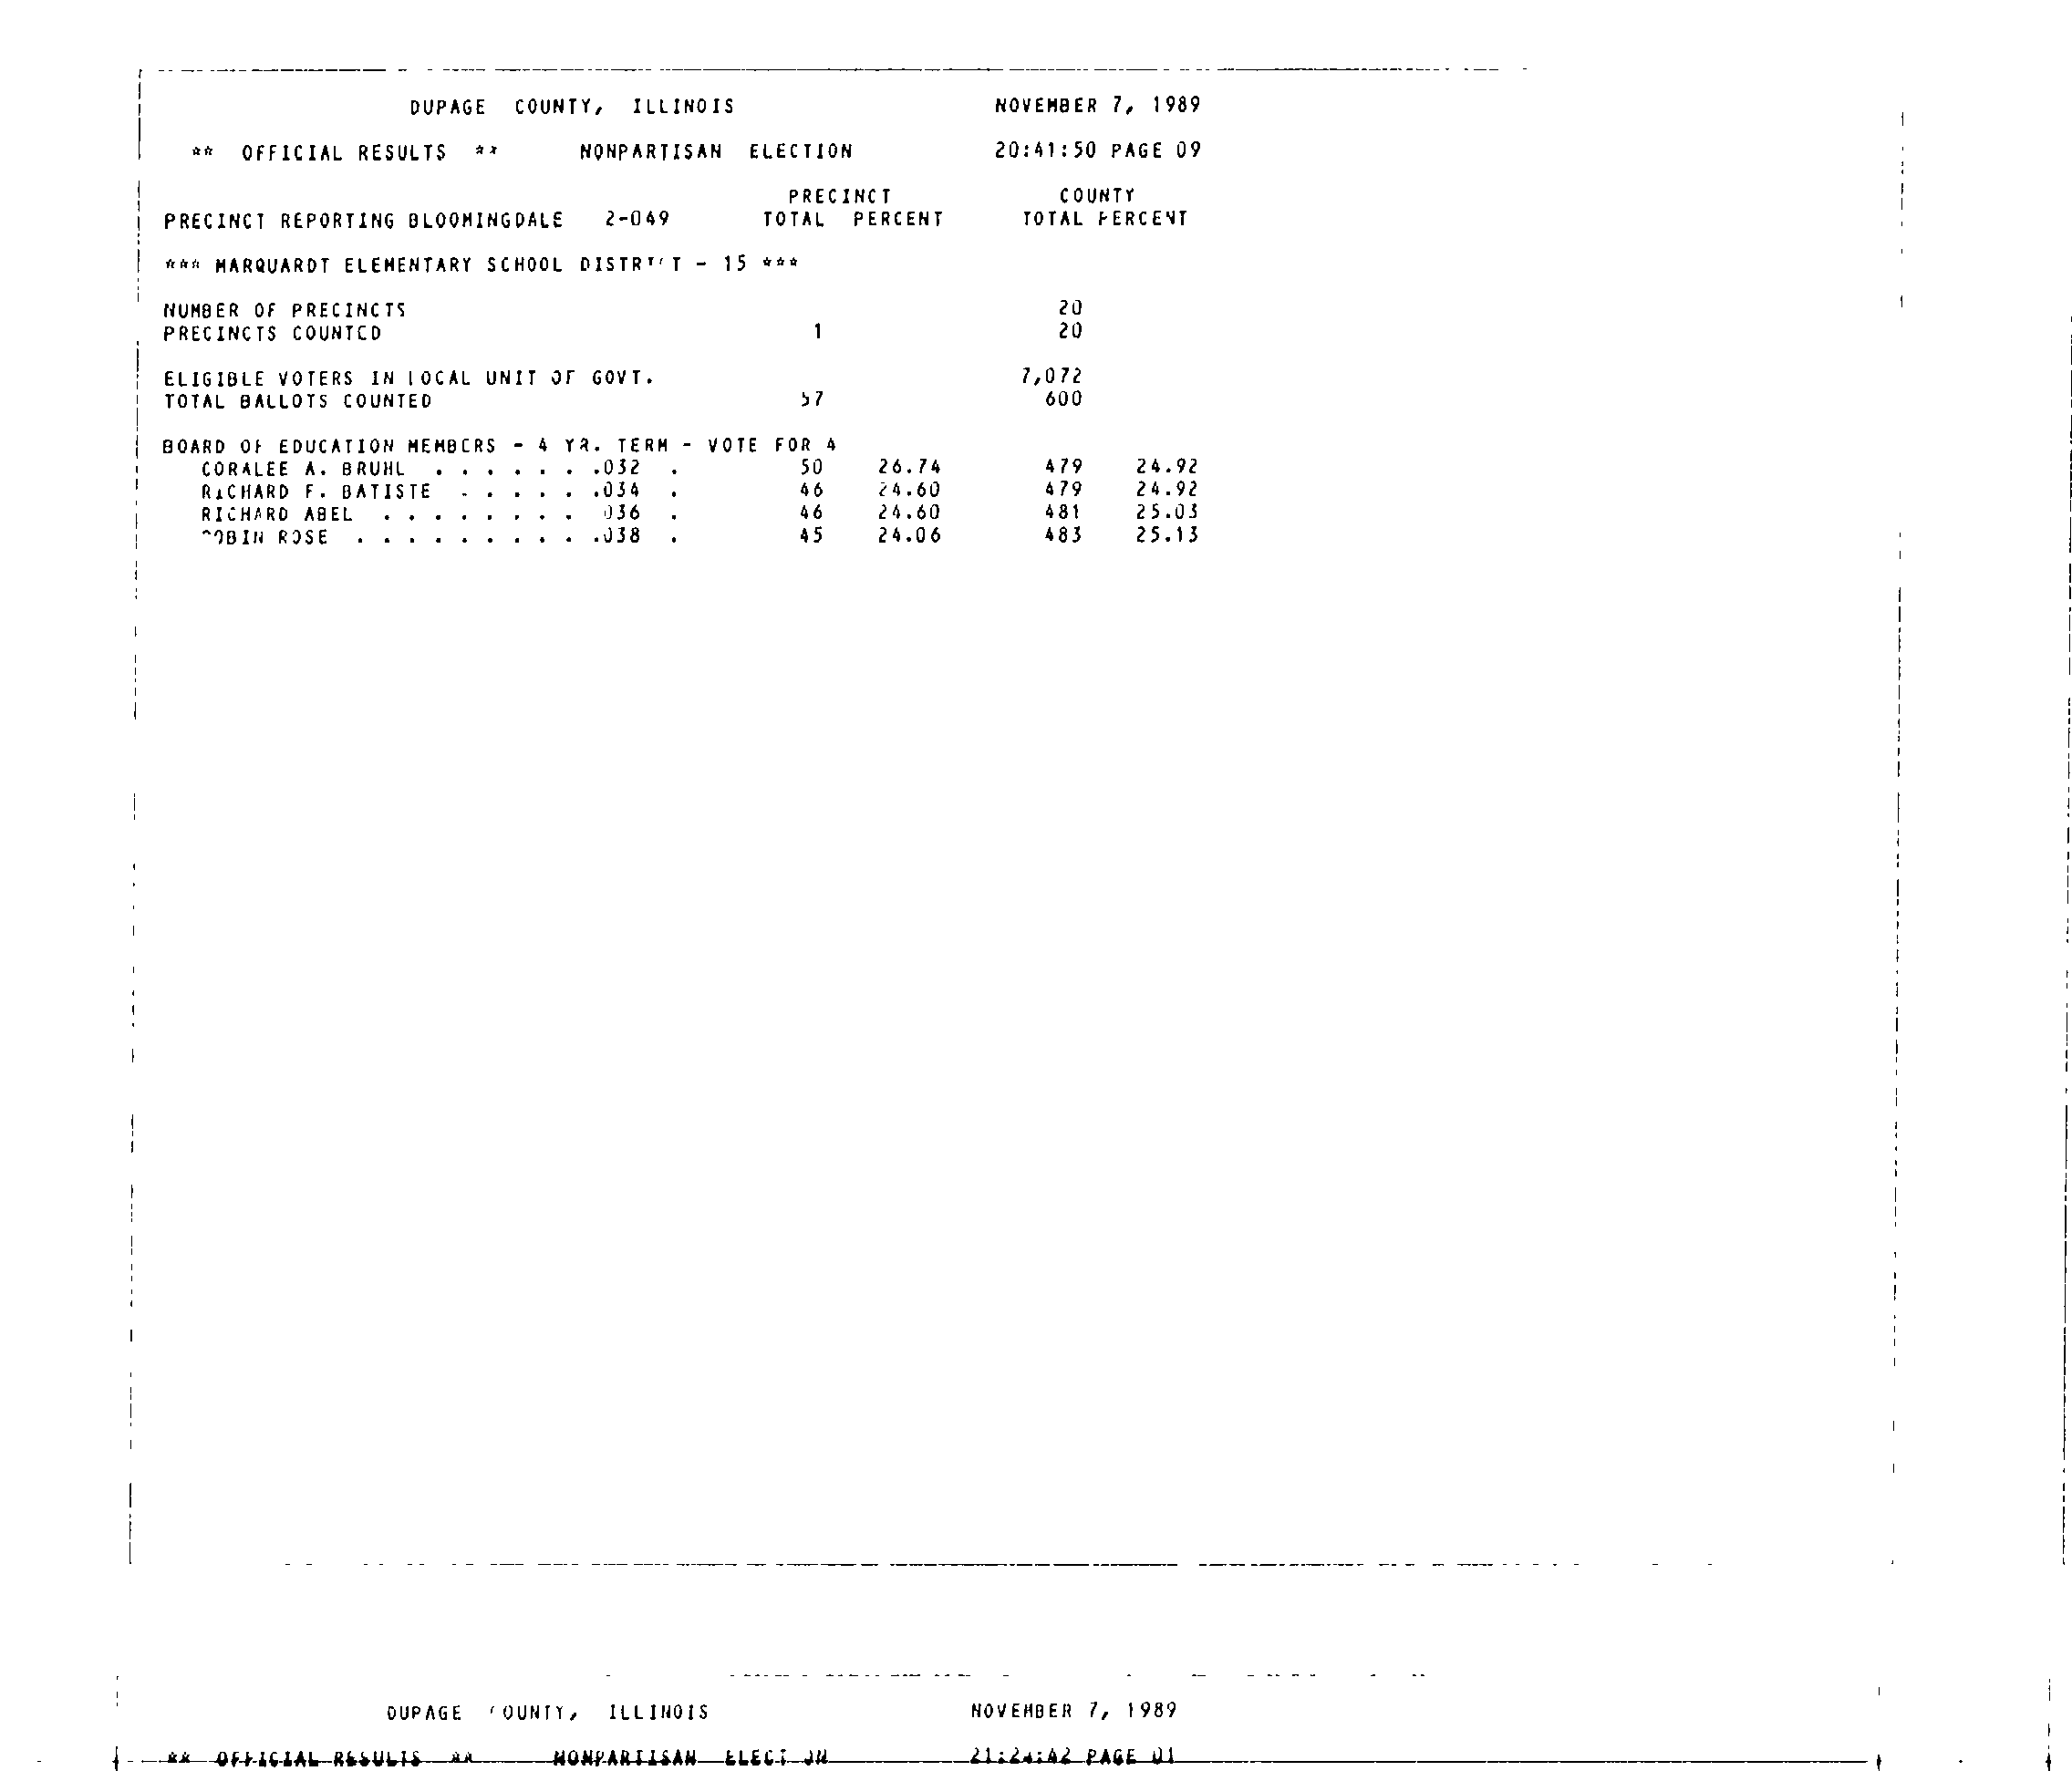 DUPAGE COUNTY, ILLINOIS NOVEMBER 7, 1989
** OFFICIAL RESULTS ** NONPARTISAN ELECTION 20:41:50 PAGE 09
PRECINCT COUNTY
PRECINCT REPORTING BLOOMINGDALE 2-049 TOTAL PERCENT TOTAL PERCENT
*** MARQUARDT ELEMENTARY SCHOOL DISTRICT - 15 ***
NUMBER OF PRECINCTS 20
PRECINCTS COUNTED 1 20
ELIGIBLE VOTERS IN LOCAL UNIT OF GOVT. 7,072
TOTAL BALLOTS COUNTED 57 600
BOARD OF EDUCATION MEMBERS - 4 YR. TERM - VOTE FOR 4
CORALEE A. BRUHL . . . . . . .032 . 50 26.74 479 24.92
RICHARD F. BATISTE . . . . . .034 . 46 24.60 479 24.92
RICHARD ABEL . . . . . . . . 036 . 46 24.60 481 25.03
ROBIN ROSE . . . . . . . . . .038 . 45 24.06 483 25.13
DUPAGE COUNTY, ILLINOIS NOVEMBER 7, 1989
** OFFICIAL RESULTS ** NONPARTISAN ELECTION 21:24:42 PAGE 01